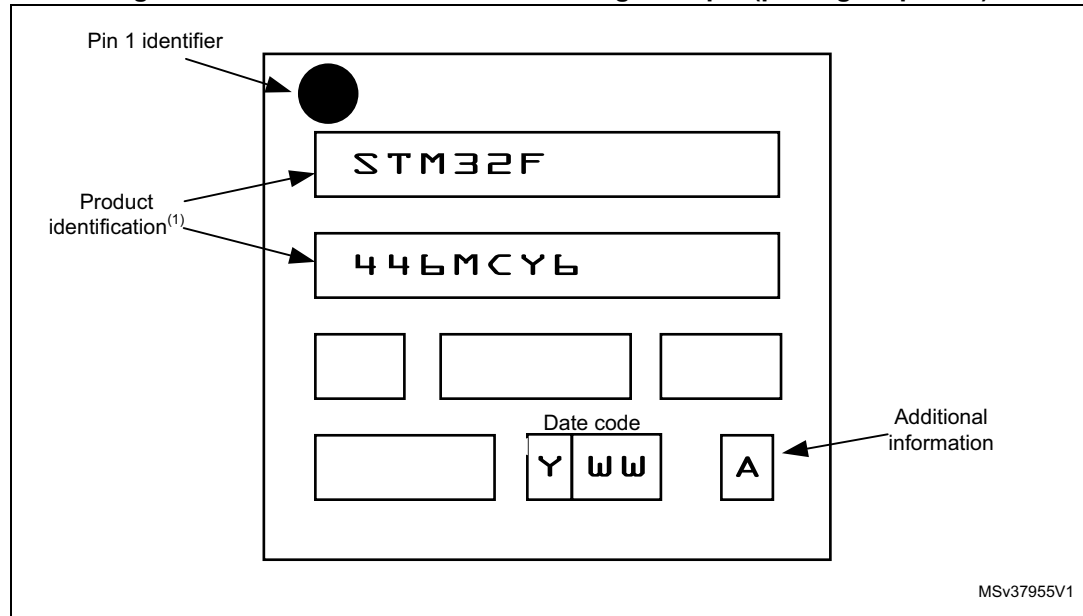 Pin 1 identifier
STM32F
Product
identification(1)
446MCY6
Date code
Y WW
A
Additional
information
MSv37955V1